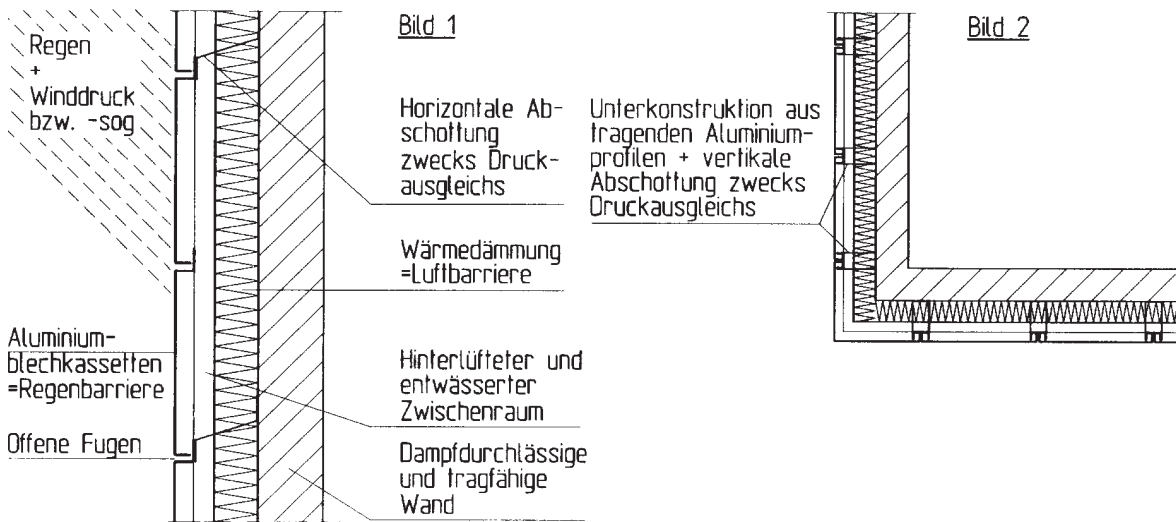 Bild 1
Regen
+
Winddruck
bzw. -sog
Horizontale Ab-
schottung
zwecks Druck-
ausgleichs
Wärmedämmung
=Luftbarriere
Aluminium-
blechkassetten
=Regenbarriere
Hinterlüfteter und
entwässerter
Zwischenraum
Offene Fugen
Dampfdurchlässige
und tragfähige
Wand
Bild 2
Unterkonstruktion aus
tragenden Aluminium-
profilen + vertikale
Abschottung zwecks
Druckausgleichs